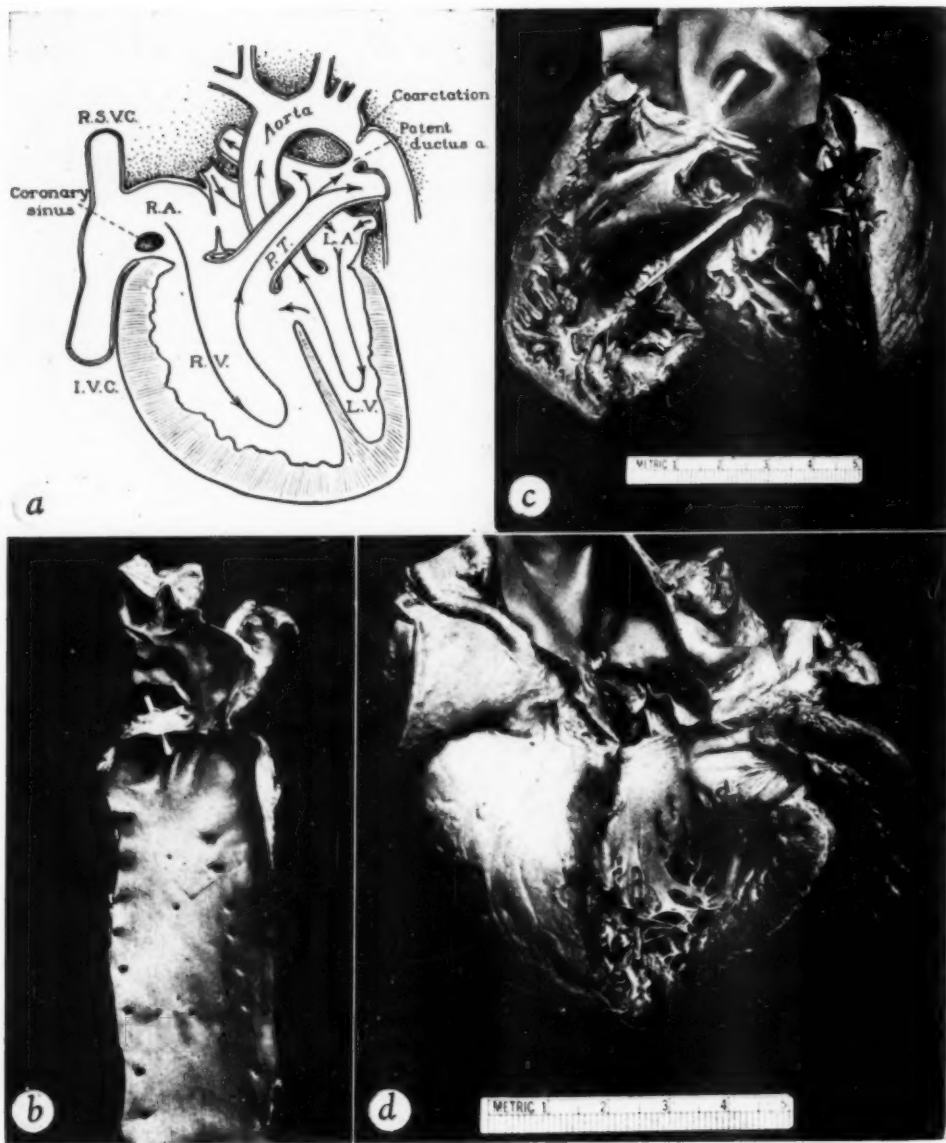 R.S.V.C.
Coronary
sinus
R.A.
Aorta
Coarctation
Patent
ductus a.
L.A.
P.T.
R.V.
L.V.
I.V.C.
a
c
METRIC 1 2 3 4 5
b
d
METRIC 1 2 3 4 5